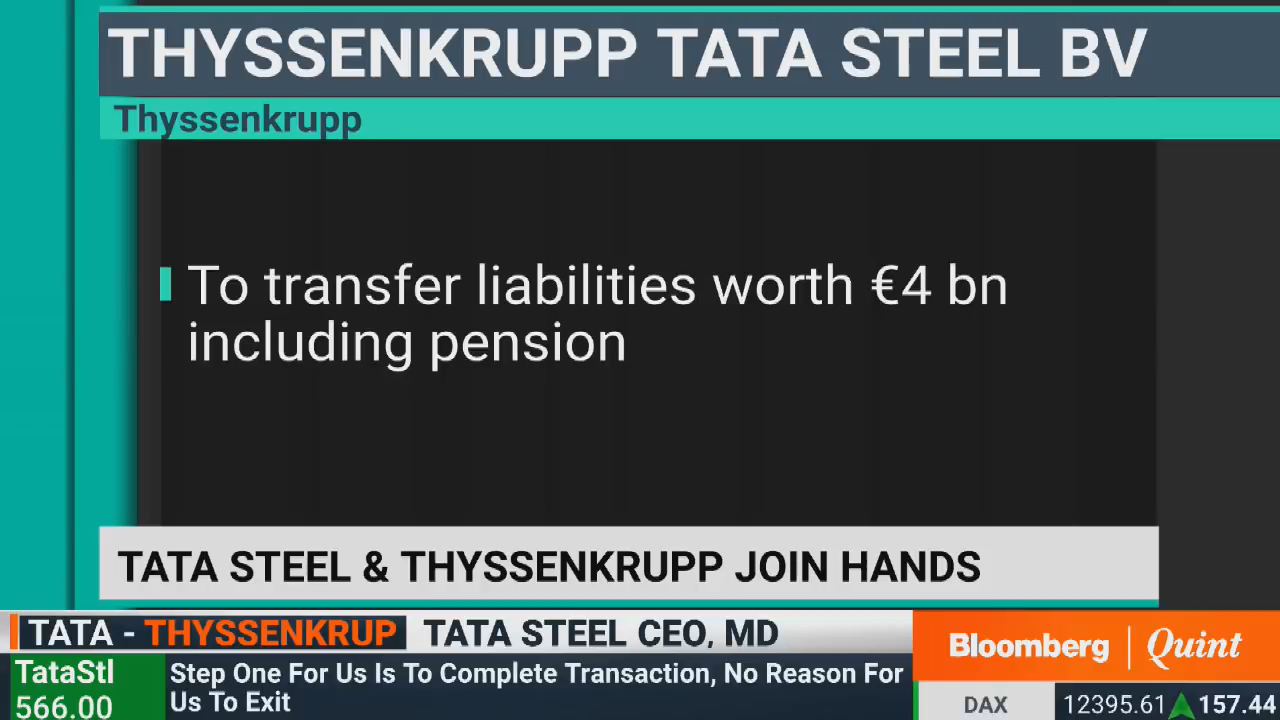 THYSSENKRUPP TATA STEEL BV
Thyssenkrupp
To transfer liabilities worth €4 bn
including pension
TATA STEEL & THYSSENKRUPP JOIN HANDS
TATA - THYSSENKRUP TATA STEEL CEO, MD
Bloomberg | Quint
TataStl
566.00
Step One For Us Is To Complete Transaction, No Reason For
Us To Exit
DAX 12395.61 ▲ 157.44